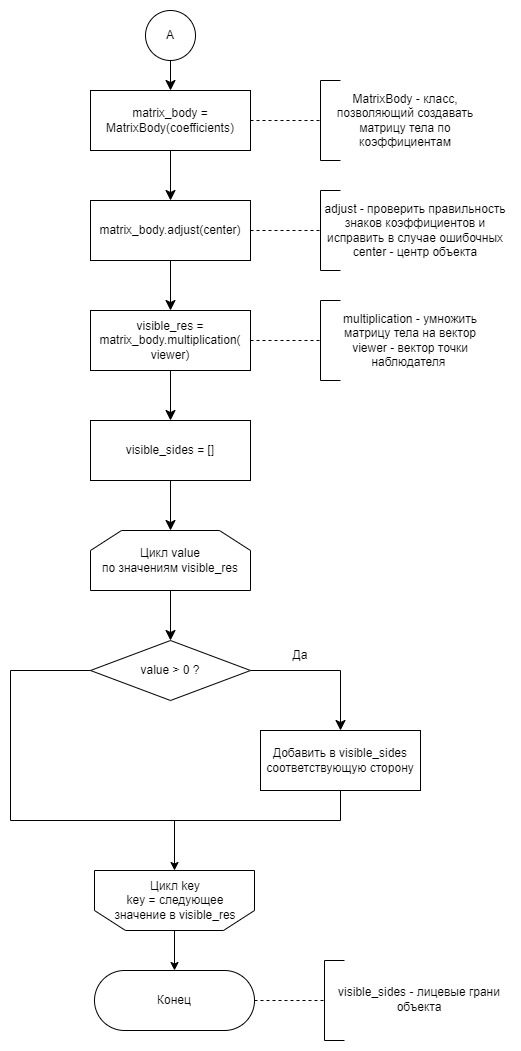 A
matrix_body =
MatrixBody(coefficients)
MatrixBody - класс,
позволяющий создавать
матрицу тела по
коэффициентам
matrix_body.adjust(center)
adjust - проверить правильность
знаков коэффициентов и
исправить в случае ошибочных
center - центр объекта
visible_res =
matrix_body.multiplication(
viewer)
multiplication - умножить
матрицу тела на вектор
viewer - вектор точки
наблюдателя
visible_sides = []
Цикл value
по значениям visible_res
value > 0 ?
Да
Добавить в visible_sides
соответствующую сторону
Цикл key
key = следующее
значение в visible_res
Конец
visible_sides - лицевые грани
объекта